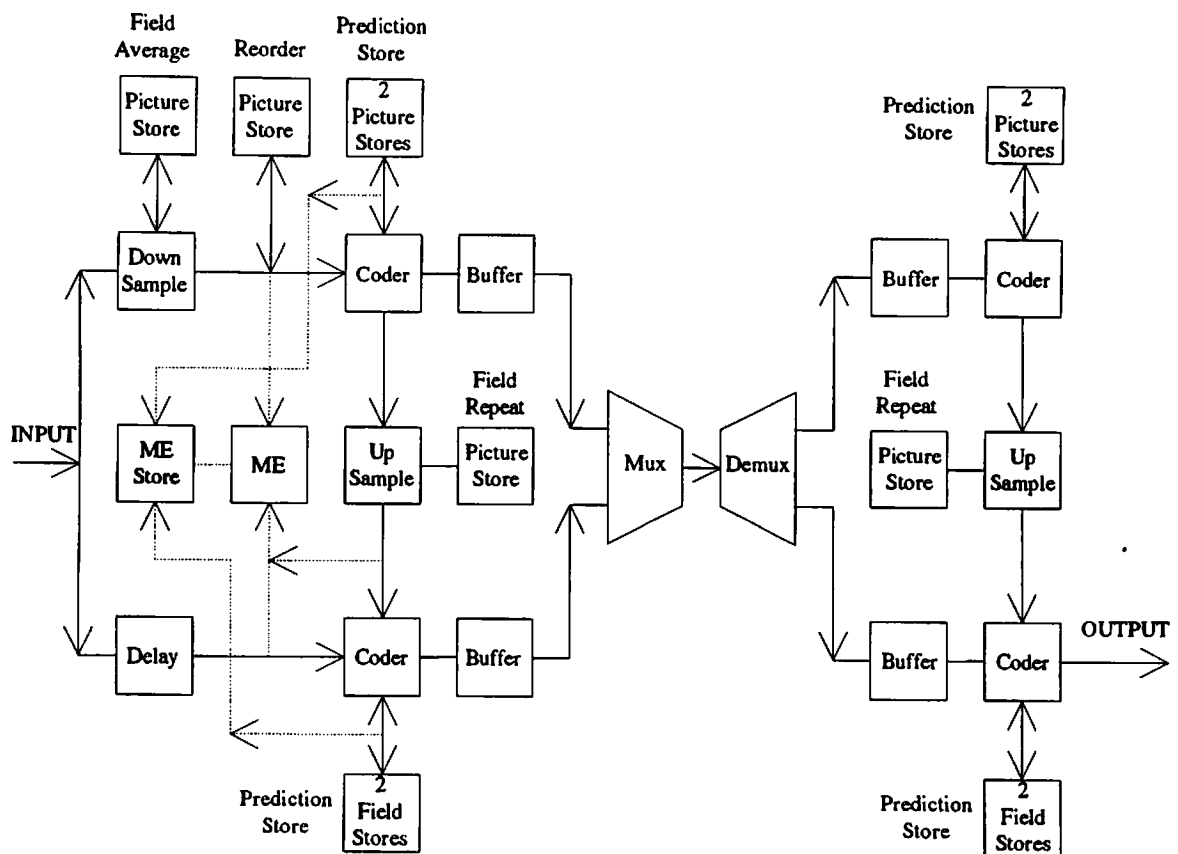 Field
Average
Reorder
Prediction
Store
Picture
Store
Picture
Store
2
Picture
Stores
Prediction
Store
2
Picture
Stores
Down
Sample
Coder
Buffer
Buffer
Coder
Field
Repeat
Field
Repeat
INPUT
ME
Store
ME
Up
Sample
Picture
Store
Mux
Demux
Picture
Store
Up
Sample
Delay
Coder
Buffer
Buffer
Coder
OUTPUT
Prediction
Store
2
Field
Stores
Prediction
Store
2
Field
Stores